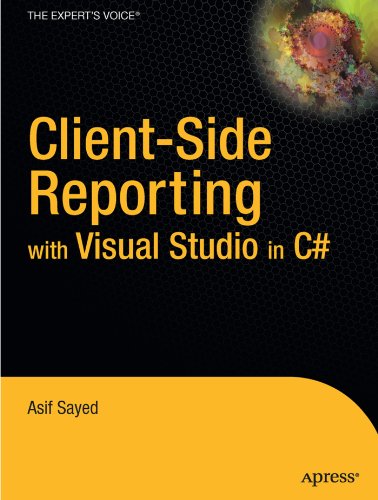 THE EXPERT'S VOICE®
Client-Side
Reporting
with Visual Studio in C#
Asif Sayed
Apress®